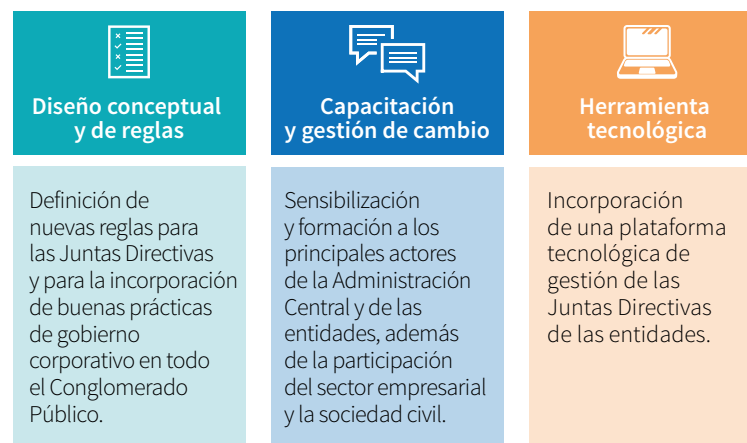 Diseño conceptual
y de reglas
Definición de
nuevas reglas para
las Juntas Directivas
y para la incorporación
de buenas prácticas
de gobierno
corporativo en todo
el Conglomerado
Público.
Capacitación
y gestión de cambio
Sensibilización
y formación a los
principales actores
de la Administración
Central y de las
entidades, además
de la participación
del sector empresarial
y la sociedad civil.
Herramienta
tecnológica
Incorporación
de una plataforma
tecnológica de
gestión de las
Juntas Directivas
de las entidades.